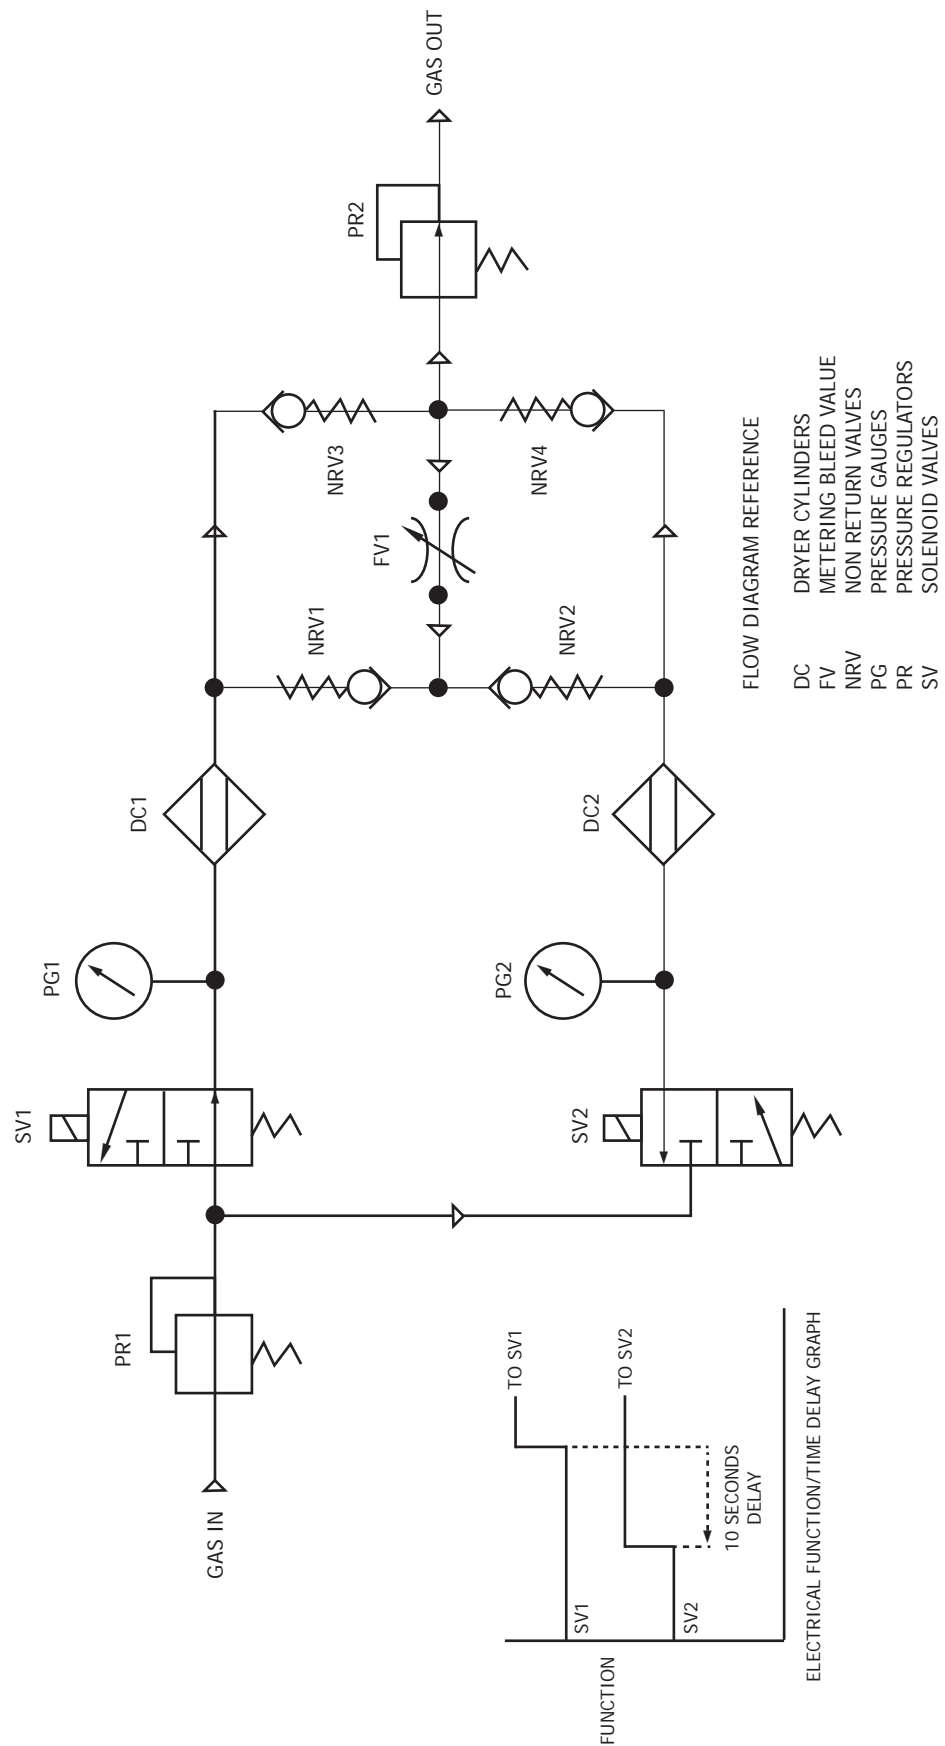 GAS IN
PR1
SV1
PG1
DC1
NRV1
NRV3
FV1
PR2
GAS OUT
SV2
PG2
DC2
NRV2
NRV4
FUNCTION
SV1
TO SV1
SV2
TO SV2
10 SECONDS
DELAY
ELECTRICAL FUNCTION/TIME DELAY GRAPH
FLOW DIAGRAM REFERENCE
DC DRYER CYLINDERS
FV METERING BLEED VALUE
NRV NON RETURN VALVES
PG PRESSURE GAUGES
PR PRESSURE REGULATORS
SV SOLENOID VALVES